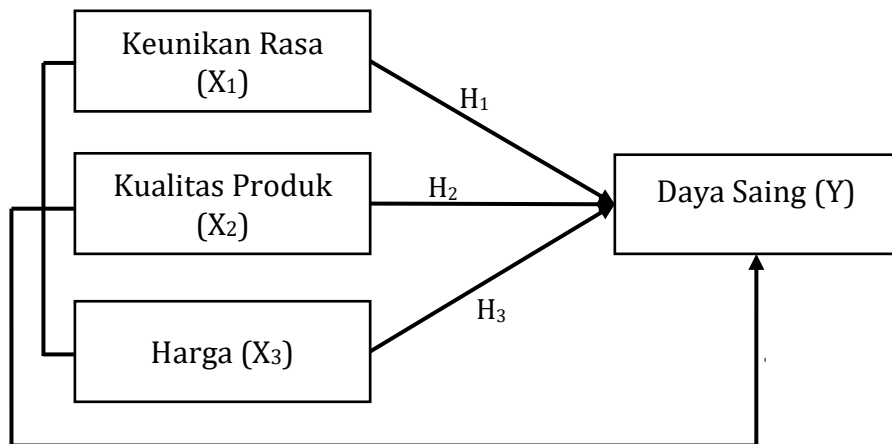 Keunikan Rasa
(X₁)
H₁
Kualitas Produk
(X₂)
H₂
Daya Saing (Y)
H₃
Harga (X₃)